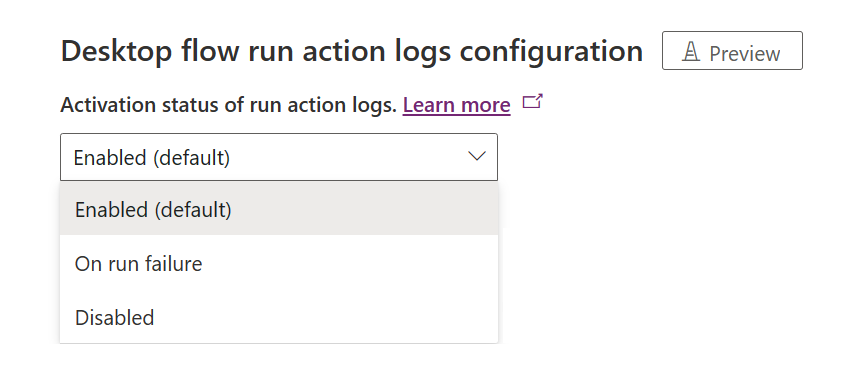 Desktop flow run action logs configuration Preview
Activation status of run action logs. Learn more
Enabled (default)
Enabled (default)
On run failure
Disabled